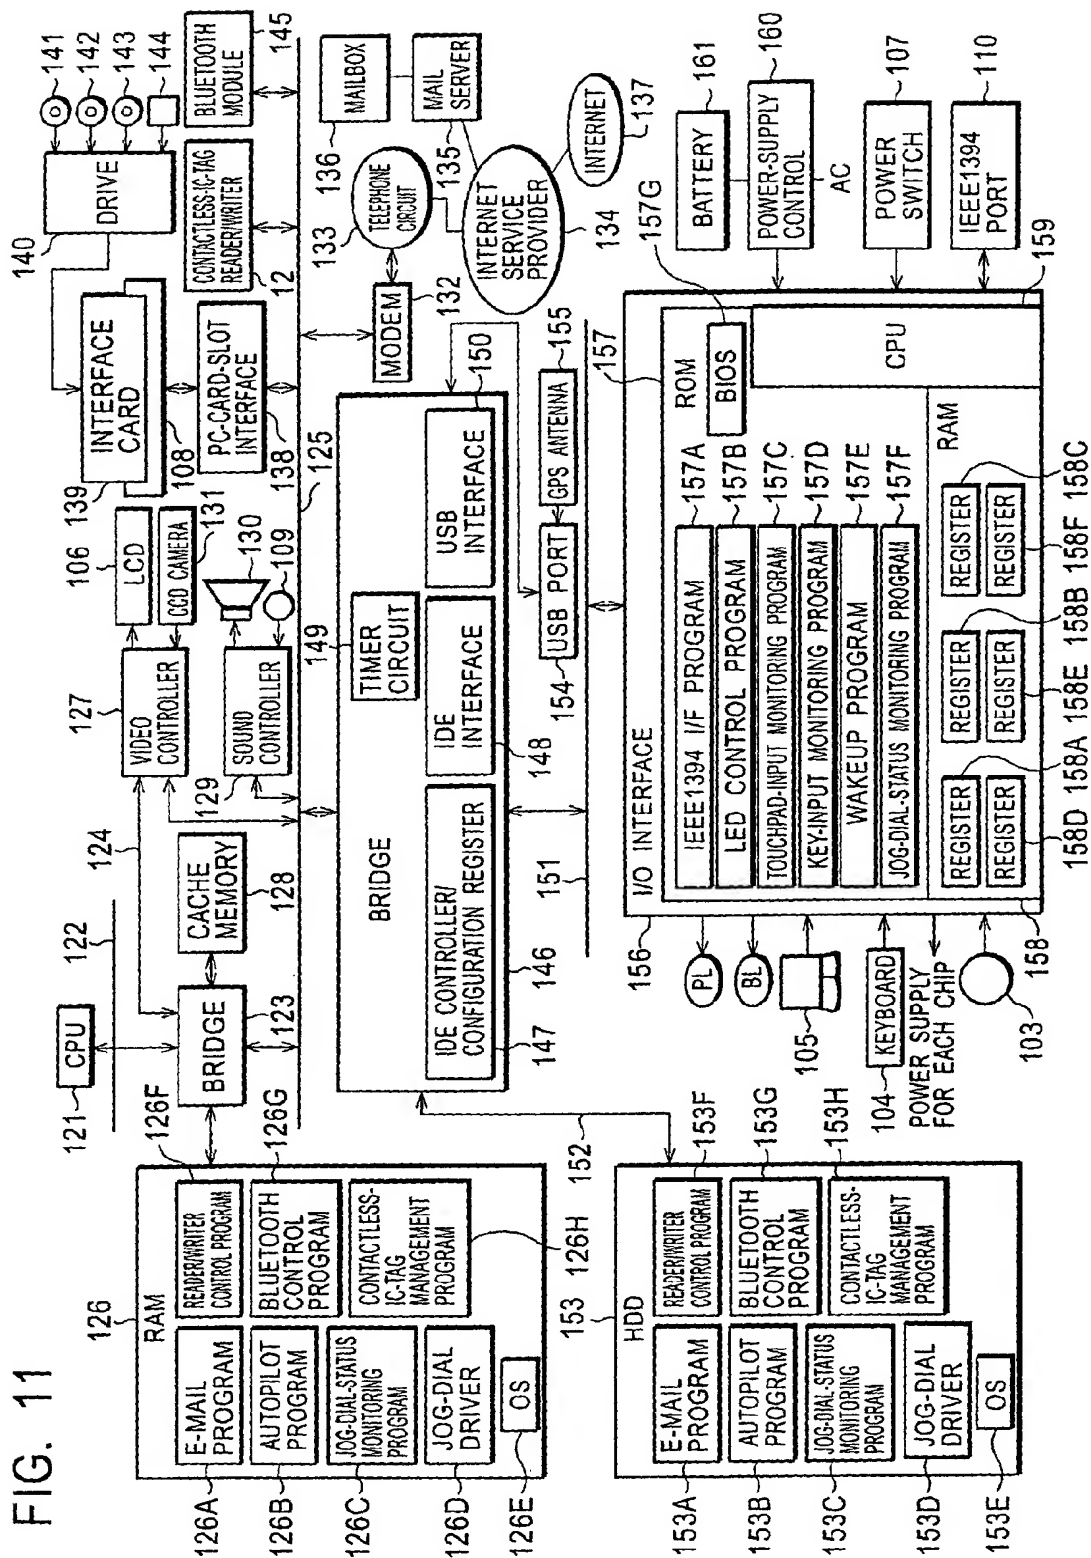 FIG. 11
121
CPU
122
124
127
VIDEO
CONTROLLER
106
LCD
CCD CAMERA
131
139
INTERFACE
CARD
108
PC-CARD-SLOT
INTERFACE
138
140
DRIVE
141
142
143
144
CONTACTLESS-IC-TAG
READER/WRITER
12
BLUETOOTH
MODULE
145
126
RAM
126A
E-MAIL
PROGRAM
126B
AUTOPILOT
PROGRAM
126C
JOG-DIAL-STATUS
MONITORING
PROGRAM
126D
JOG-DIAL
DRIVER
126E
OS
126F
READER/WRITER
CONTROL PROGRAM
126G
BLUETOOTH
CONTROL
PROGRAM
CONTACTLESS-
IC-TAG
MANAGEMENT
PROGRAM
126H
BRIDGE
123
CACHE
MEMORY
128
129
SOUND
CONTROLLER
130
109
125
BRIDGE
146
147
IDE CONTROLLER/
CONFIGURATION REGISTER
148
IDE
INTERFACE
149
TIMER
CIRCUIT
USB
INTERFACE
150
MODEM
132
133
TELEPHONE
CIRCUIT
INTERNET
SERVICE
PROVIDER
134
135
MAIL
SERVER
136
MAILBOX
INTERNET
137
151
152
154
USB PORT
GPS ANTENNA
155
153
HDD
153A
E-MAIL
PROGRAM
153B
AUTOPILOT
PROGRAM
153C
JOG-DIAL-STATUS
MONITORING
PROGRAM
153D
JOG-DIAL
DRIVER
153E
OS
READER/WRITER
CONTROL PROGRAM
153F
BLUETOOTH
CONTROL
PROGRAM
153G
CONTACTLESS-
IC-TAG
MANAGEMENT
PROGRAM
153H
156
I/O INTERFACE
157
PL
BL
105
104
KEYBOARD
POWER SUPPLY
FOR EACH CHIP
103
IEEE1394 I/F PROGRAM
157A
LED CONTROL PROGRAM
157B
TOUCHPAD-INPUT MONITORING PROGRAM
157C
KEY-INPUT MONITORING PROGRAM
157D
WAKEUP PROGRAM
157E
JOG-DIAL-STATUS MONITORING PROGRAM
157F
ROM
BIOS
157G
CPU
159
RAM
158
REGISTER
REGISTER
REGISTER
REGISTER
REGISTER
REGISTER
158D
158A
158E
158B
158F
158C
BATTERY
161
POWER-SUPPLY
CONTROL
160
AC
POWER
SWITCH
107
IEEE1394
PORT
110